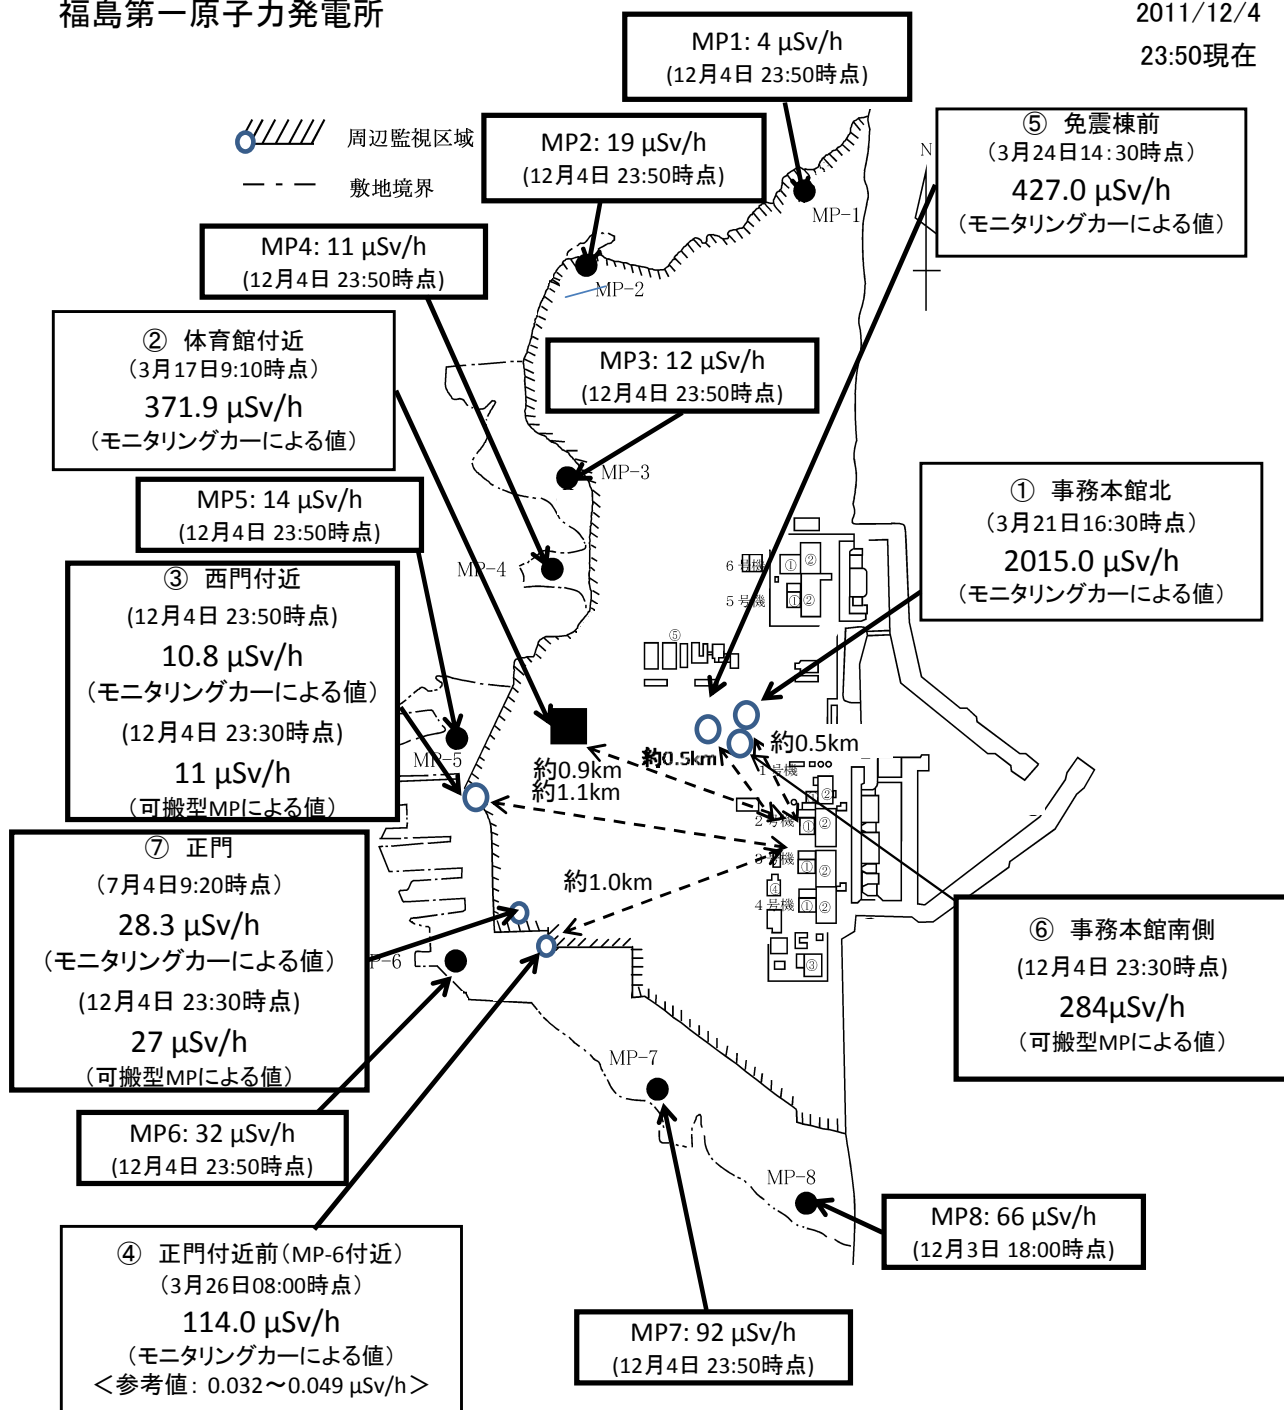 福島第一原子力発電所
2011/12/4
23:50現在
周辺監視区域
敷地境界
MP1: 4 μSv/h
(12月4日 23:50時点)
MP2: 19 μSv/h
(12月4日 23:50時点)
⑤ 免震棟前
(3月24日14:30時点)
427.0 μSv/h
(モニタリングカーによる値)
N
MP-1
MP4: 11 μSv/h
(12月4日 23:50時点)
MP-2
② 体育館付近
(3月17日9:10時点)
371.9 μSv/h
(モニタリングカーによる値)
MP3: 12 μSv/h
(12月4日 23:50時点)
MP-3
① 事務本館北
(3月21日16:30時点)
2015.0 μSv/h
(モニタリングカーによる値)
MP5: 14 μSv/h
(12月4日 23:50時点)
MP-4
6号機
① ②
5号機
① ②
⑤
③ 西門付近
(12月4日 23:50時点)
10.8 μSv/h
(モニタリングカーによる値)
(12月4日 23:30時点)
11 μSv/h
(可搬型MPによる値)
MP-5
約0.9km
約1.1km
約0.5km
約0.5km
1号機
②
2号機
① ②
3号機
① ②
④
4号機
① ②
③
約1.0km
⑦ 正門
(7月4日9:20時点)
28.3 μSv/h
(モニタリングカーによる値)
(12月4日 23:30時点)
27 μSv/h
(可搬型MPによる値)
P-6
⑥ 事務本館南側
(12月4日 23:30時点)
284μSv/h
(可搬型MPによる値)
MP-7
MP6: 32 μSv/h
(12月4日 23:50時点)
MP-8
MP8: 66 μSv/h
(12月3日 18:00時点)
④ 正門付近前(MP-6付近)
(3月26日08:00時点)
114.0 μSv/h
(モニタリングカーによる値)
<参考値: 0.032~0.049 μSv/h>
MP7: 92 μSv/h
(12月4日 23:50時点)